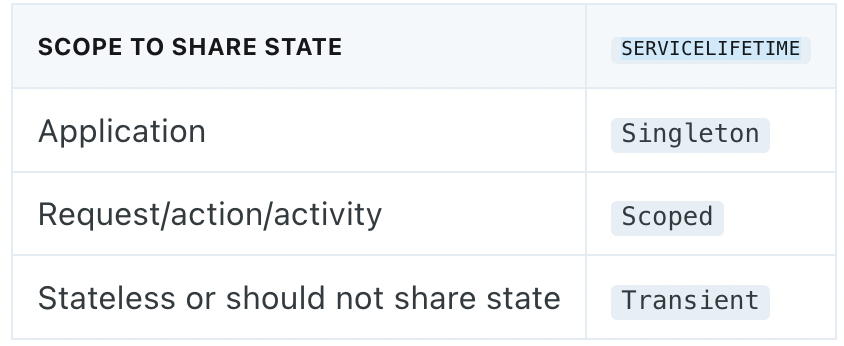 SCOPE TO SHARE STATE SERVICELIFETIME
Application Singleton
Request/action/activity Scoped
Stateless or should not share state Transient